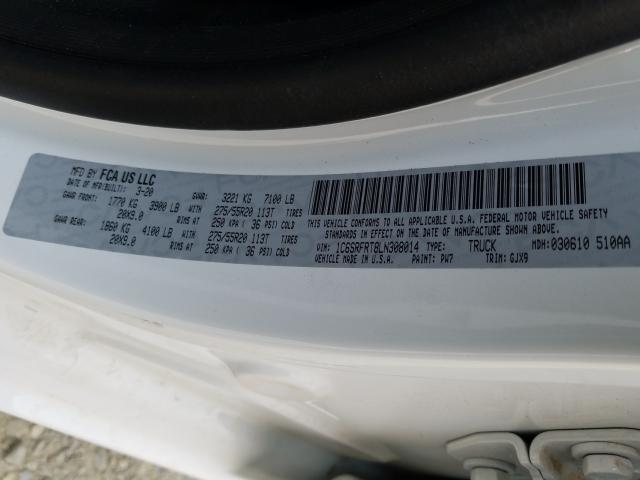 MFD BY FCA US LLC
DATE OF MFR(BUILT): 3-20 GVWR: 3221 KG 7100 LB
GAWR FRONT: 1770 KG 3900 LB WITH 275/55R20 113T TIRES
20X9.0 RIMS AT 250 KPA ( 36 PSI) COLD
GAWR REAR: 1860 KG 4100 LB WITH 275/55R20 113T TIRES
20X9.0 RIMS AT 250 KPA ( 36 PSI) COLD
THIS VEHICLE CONFORMS TO ALL APPLICABLE U.S.A. FEDERAL MOTOR VEHICLE SAFETY
STANDARDS IN EFFECT ON THE DATE OF MANUFACTURE SHOWN ABOVE
VIN: 1C6SRFRT8LN308014 TYPE: TRUCK MDH: 030610 510AA
VEHICLE MADE IN U.S.A. PAINT: PW7 TRIM: GJX9